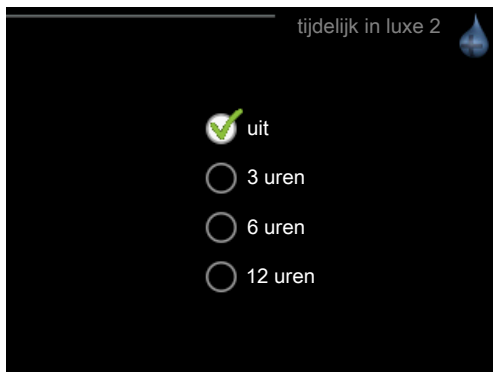 tijdelijk in luxe 2
uit
3 uren
6 uren
12 uren